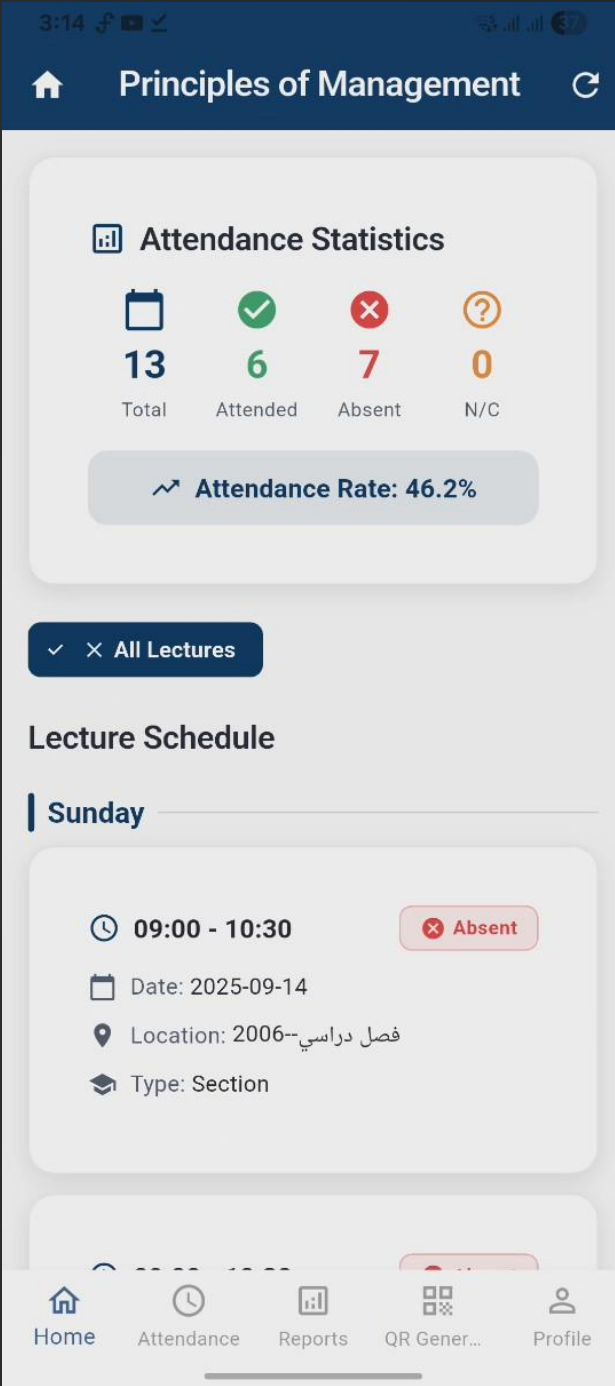 3:14
37
Principles of Management
Attendance Statistics
13 6 7 0
Total Attended Absent N/C
Attendance Rate: 46.2%
All Lectures
Lecture Schedule
Sunday
09:00 - 10:30 Absent
Date: 2025-09-14
Location: فصل دراسي--2006
Type: Section
Home Attendance Reports QR Gener... Profile